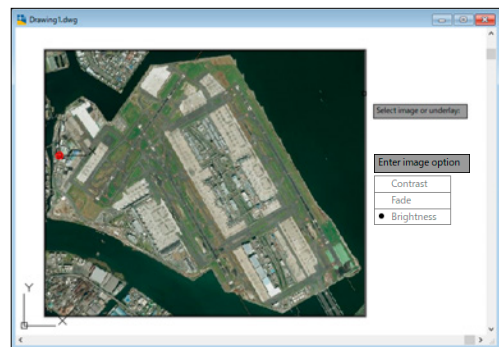 Drawing1.dwg
Select image or underlay:
Enter image option
Contrast
Fade
Brightness
Y
X